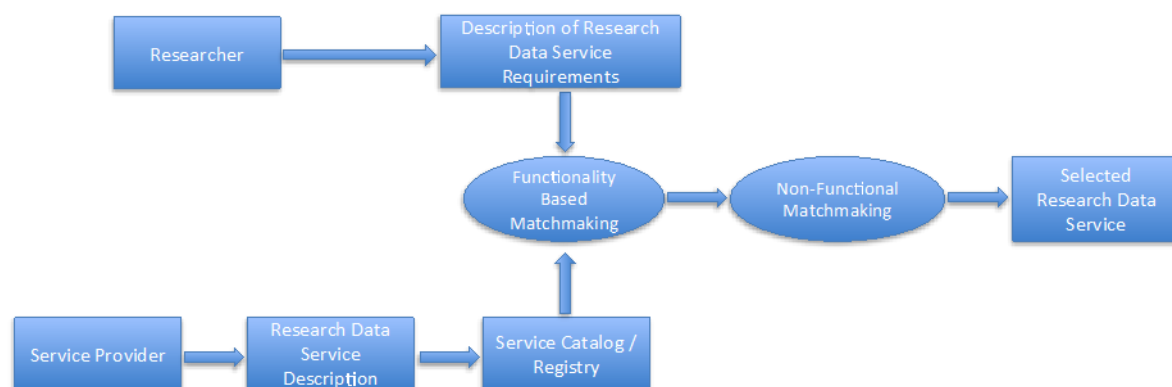 Researcher
Description of Research
Data Service
Requirements
Functionality
Based
Matchmaking
Non-Functional
Matchmaking
Selected
Research Data
Service
Service Provider
Research Data
Service
Description
Service Catalog /
Registry